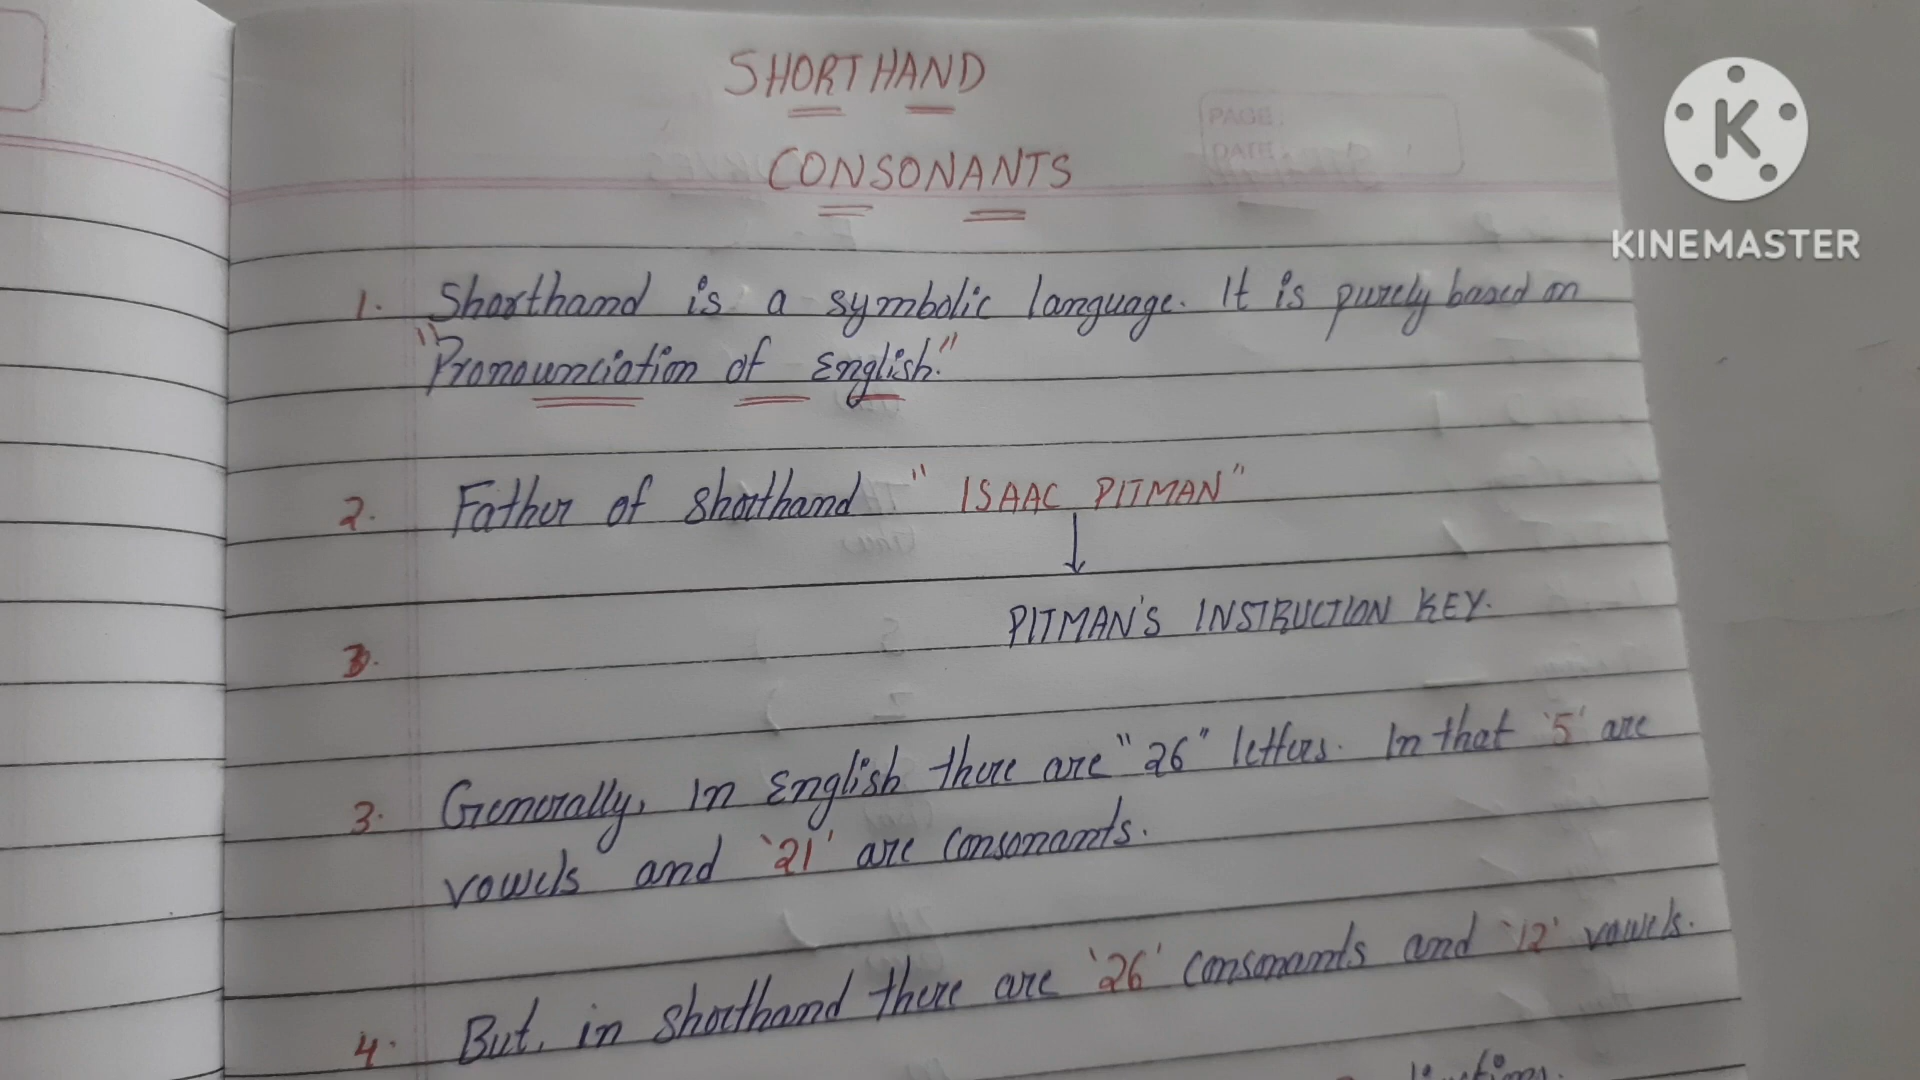 SHORTHAND
PAGE:
DATE:
CONSONANTS
KINEMASTER
1. Shorthand is a symbolic language. It is purely based on
"Pronounciation of English."
2. Father of shorthand "ISAAC PITMAN"
PITMAN'S INSTRUCTION KEY.
3.
3. Generally, in English there are "26" letters. In that '5' are
vowels and '21' are consonants.
4. But, in shorthand there are '26' consonants and '12' vowels.